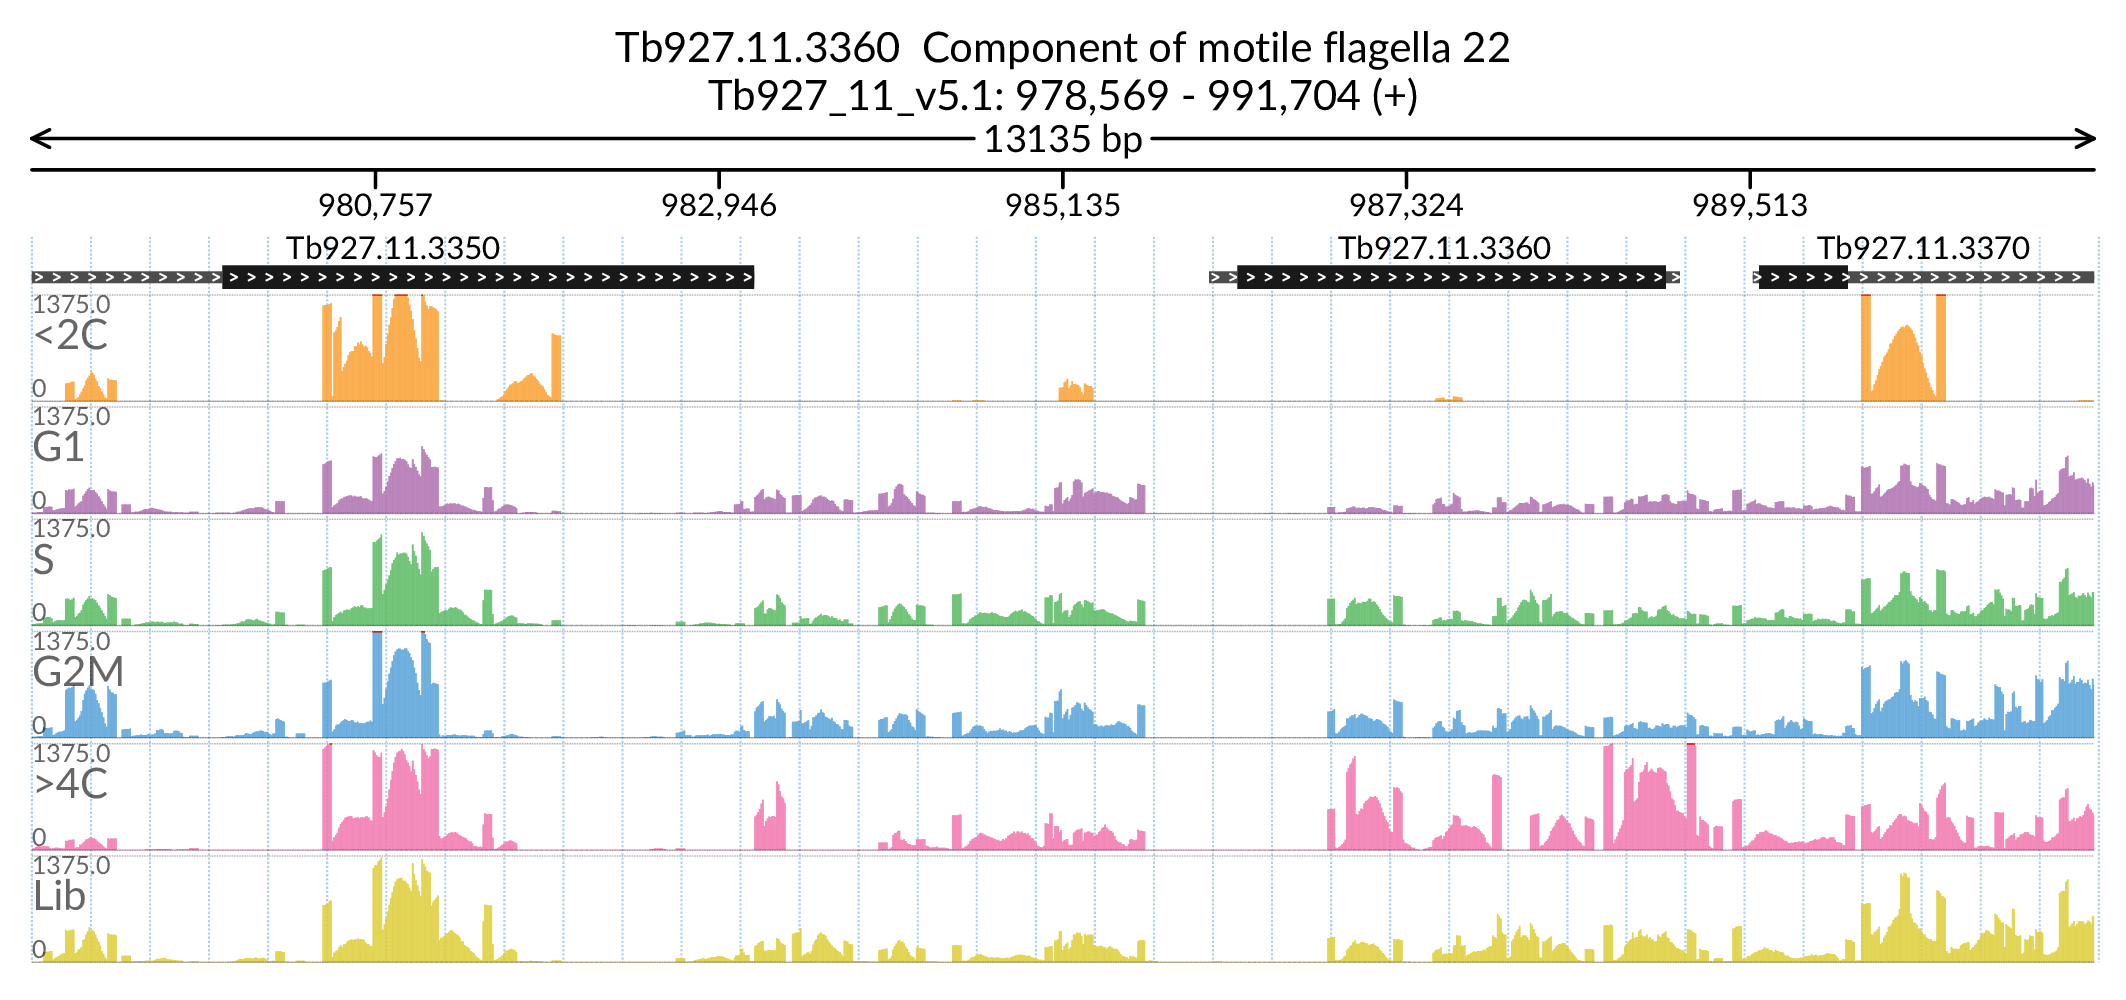 Tb927.11.3360  Component of motile flagella 22
Tb927_11_v5.1: 978,569 - 991,704 (+)
13135 bp
980,757 982,946 985,135 987,324 989,513
Tb927.11.3350 Tb927.11.3360 Tb927.11.3370
1375.0
<2C
0
1375.0
G1
0
1375.0
S
0
1375.0
G2M
0
1375.0
>4C
0
1375.0
Lib
0